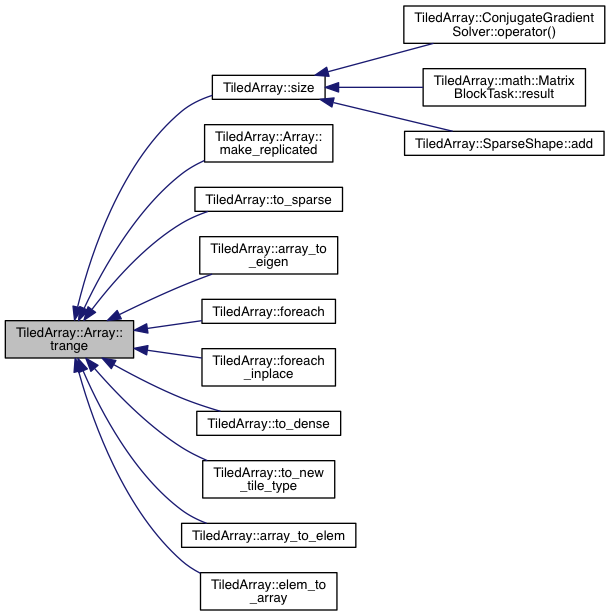 TiledArray::ConjugateGradient
Solver::operator()
TiledArray::size
TiledArray::math::Matrix
BlockTask::result
TiledArray::SparseShape::add
TiledArray::Array::
make_replicated
TiledArray::to_sparse
TiledArray::array_to
_eigen
TiledArray::foreach
TiledArray::Array::
trange
TiledArray::foreach
_inplace
TiledArray::to_dense
TiledArray::to_new
_tile_type
TiledArray::array_to_elem
TiledArray::elem_to
_array